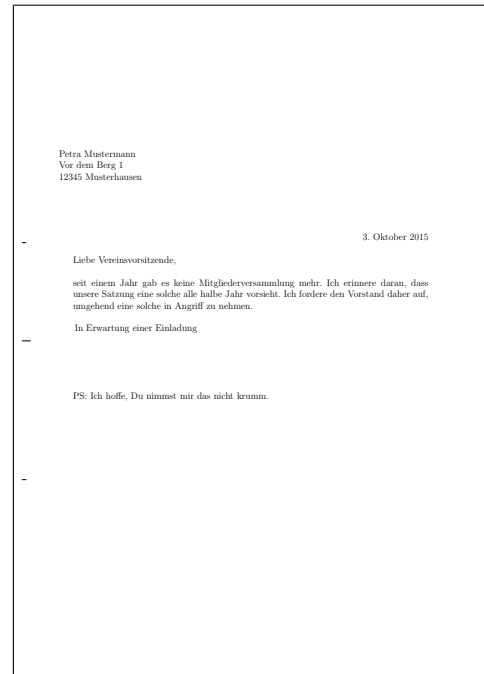 Petra Mustermann
Vor dem Berg 1
12345 Musterhausen
3. Oktober 2015
Liebe Vereinsvorsitzende,
seit einem Jahr gab es keine Mitgliederversammlung mehr. Ich erinnere daran, dass
unsere Satzung eine solche alle halbe Jahr vorsieht. Ich fordere den Vorstand daher auf,
umgehend eine solche in Angriff zu nehmen.
In Erwartung einer Einladung
PS: Ich hoffe, Du nimmst mir das nicht krumm.